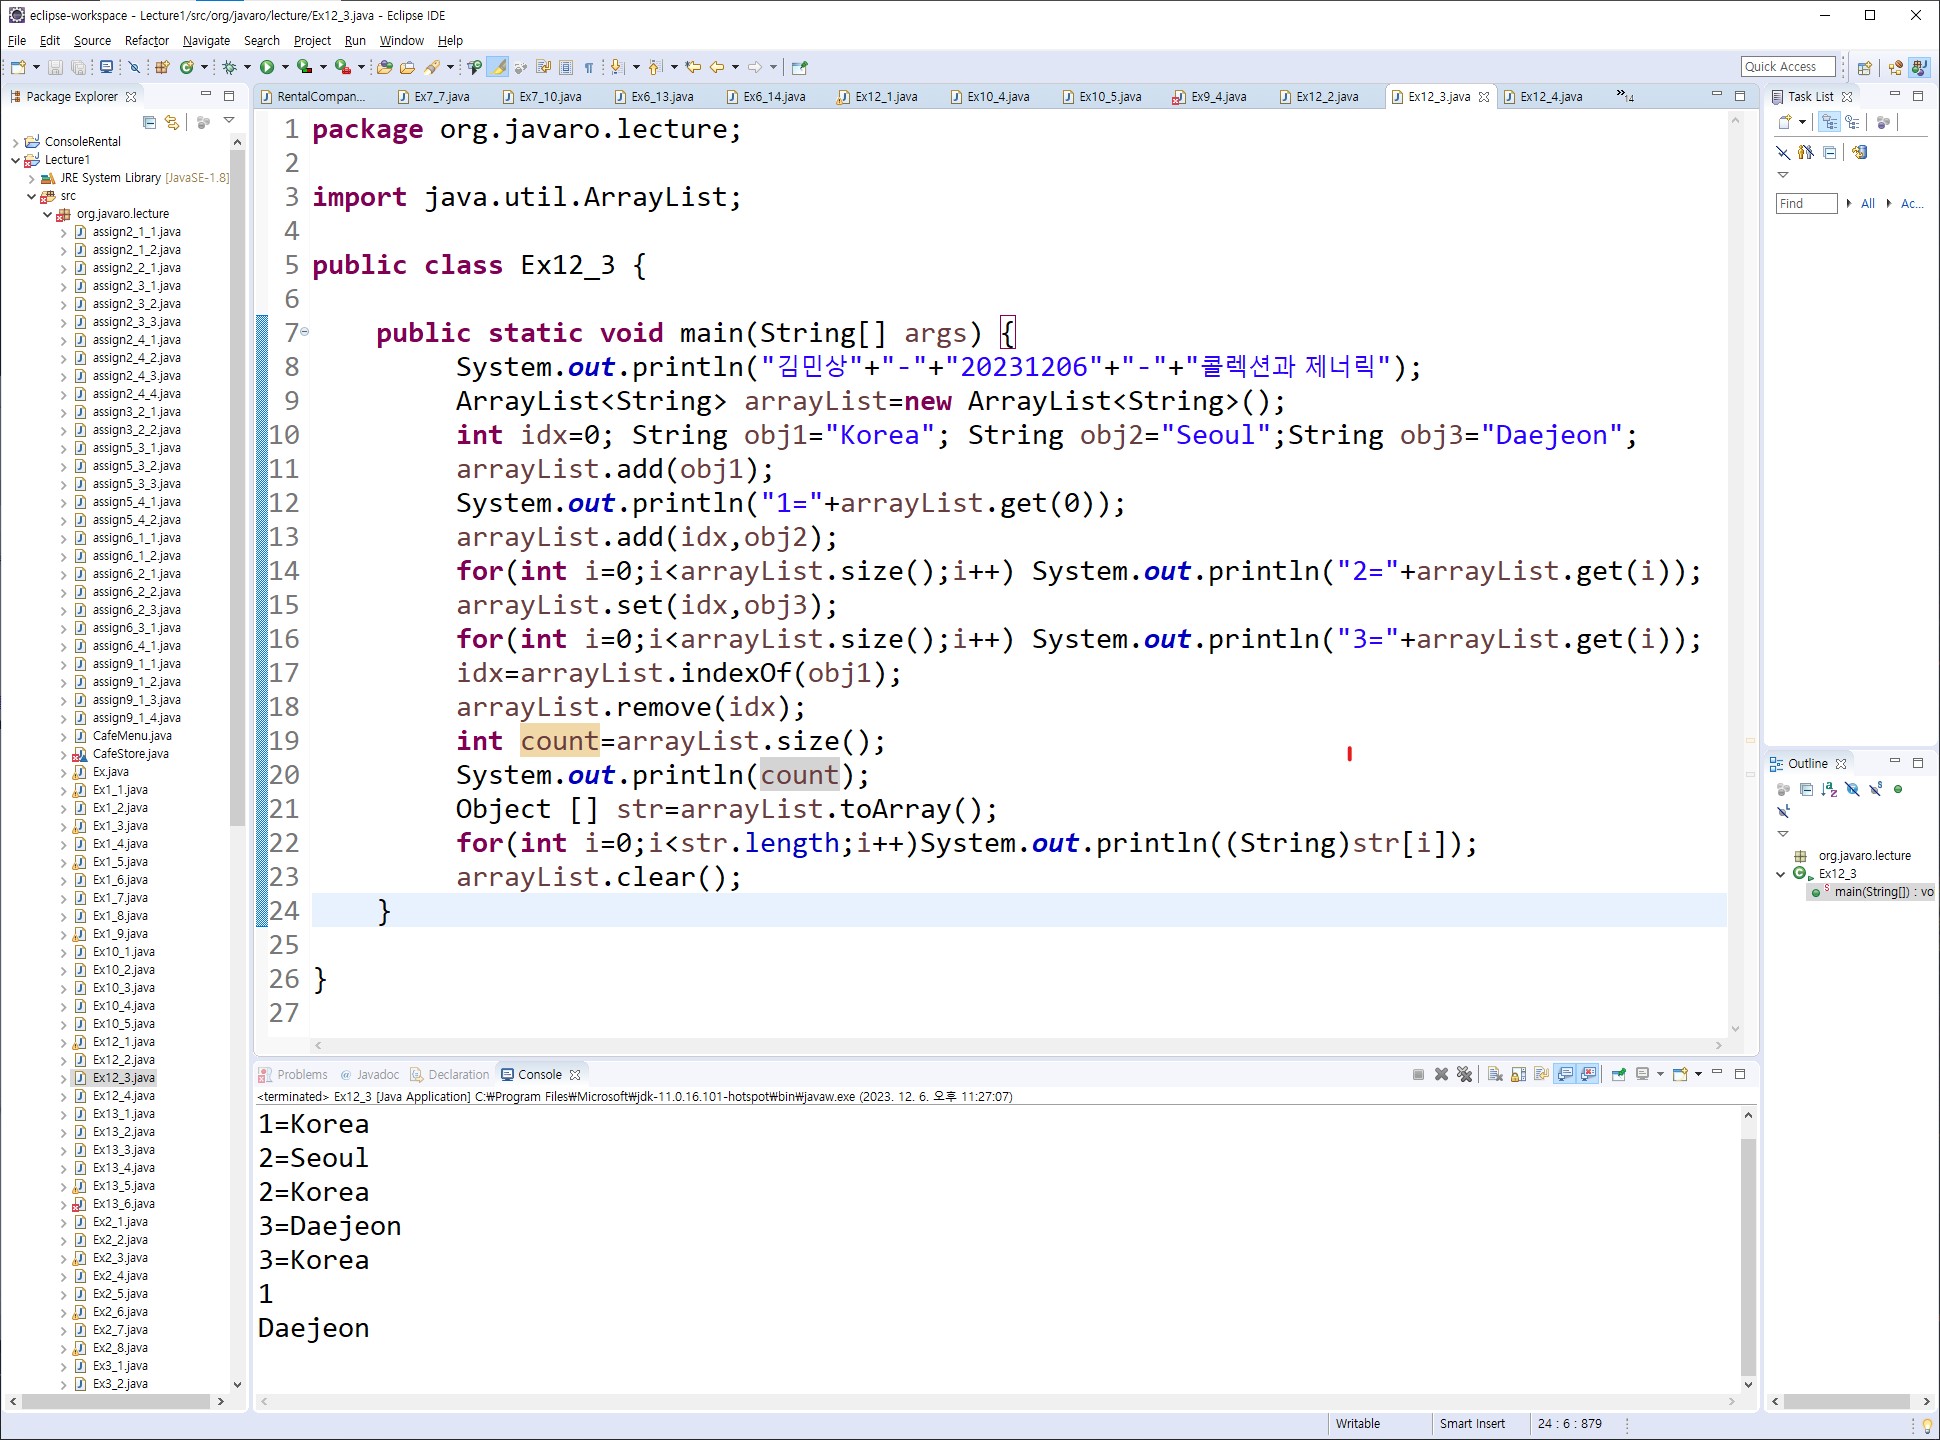 eclipse-workspace - Lecture1/src/org/javaro/lecture/Ex12_3.java - Eclipse IDE
File Edit Source Refactor Navigate Search Project Run Window Help
Quick Access
Package Explorer
ConsoleRental
Lecture1
JRE System Library [JavaSE-1.8]
src
org.javaro.lecture
assign2_1_1.java
assign2_1_2.java
assign2_2_1.java
assign2_3_1.java
assign2_3_2.java
assign2_3_3.java
assign2_4_1.java
assign2_4_2.java
assign2_4_3.java
assign2_4_4.java
assign3_2_1.java
assign3_2_2.java
assign5_3_1.java
assign5_3_2.java
assign5_3_3.java
assign5_4_1.java
assign5_4_2.java
assign6_1_1.java
assign6_1_2.java
assign6_2_1.java
assign6_2_2.java
assign6_2_3.java
assign6_3_1.java
assign6_4_1.java
assign9_1_1.java
assign9_1_2.java
assign9_1_3.java
assign9_1_4.java
CafeMenu.java
CafeStore.java
Ex.java
Ex1_1.java
Ex1_2.java
Ex1_3.java
Ex1_4.java
Ex1_5.java
Ex1_6.java
Ex1_7.java
Ex1_8.java
Ex1_9.java
Ex10_1.java
Ex10_2.java
Ex10_3.java
Ex10_4.java
Ex10_5.java
Ex12_1.java
Ex12_2.java
Ex12_3.java
Ex12_4.java
Ex13_1.java
Ex13_2.java
Ex13_3.java
Ex13_4.java
Ex13_5.java
Ex13_6.java
Ex2_1.java
Ex2_2.java
Ex2_3.java
Ex2_4.java
Ex2_5.java
Ex2_6.java
Ex2_7.java
Ex2_8.java
Ex3_1.java
Ex3_2.java
RentalCompan... Ex7_7.java Ex7_10.java Ex6_13.java Ex6_14.java Ex12_1.java Ex10_4.java Ex10_5.java Ex9_4.java Ex12_2.java Ex12_3.java Ex12_4.java »14
1 package org.javaro.lecture;
2
3 import java.util.ArrayList;
4
5 public class Ex12_3 {
6
7 public static void main(String[] args) {
8 System.out.println("김민상"+"-"+"20231206"+"-"+"콜렉션과 제너릭");
9 ArrayList<String> arrayList=new ArrayList<String>();
10 int idx=0; String obj1="Korea"; String obj2="Seoul";String obj3="Daejeon";
11 arrayList.add(obj1);
12 System.out.println("1="+arrayList.get(0));
13 arrayList.add(idx,obj2);
14 for(int i=0;i<arrayList.size();i++) System.out.println("2="+arrayList.get(i));
15 arrayList.set(idx,obj3);
16 for(int i=0;i<arrayList.size();i++) System.out.println("3="+arrayList.get(i));
17 idx=arrayList.indexOf(obj1);
18 arrayList.remove(idx);
19 int count=arrayList.size();
20 System.out.println(count);
21 Object [] str=arrayList.toArray();
22 for(int i=0;i<str.length;i++)System.out.println((String)str[i]);
23 arrayList.clear();
24 }
25
26 }
27
Problems Javadoc Declaration Console
<terminated> Ex12_3 [Java Application] C:₩Program Files₩Microsoft₩jdk-11.0.16.101-hotspot₩bin₩javaw.exe (2023. 12. 6. 오후 11:27:07)
1=Korea
2=Seoul
2=Korea
3=Daejeon
3=Korea
1
Daejeon
Task List
Find All Ac...
Outline
org.javaro.lecture
Ex12_3
main(String[]) : vo
Writable Smart Insert 24 : 6 : 879